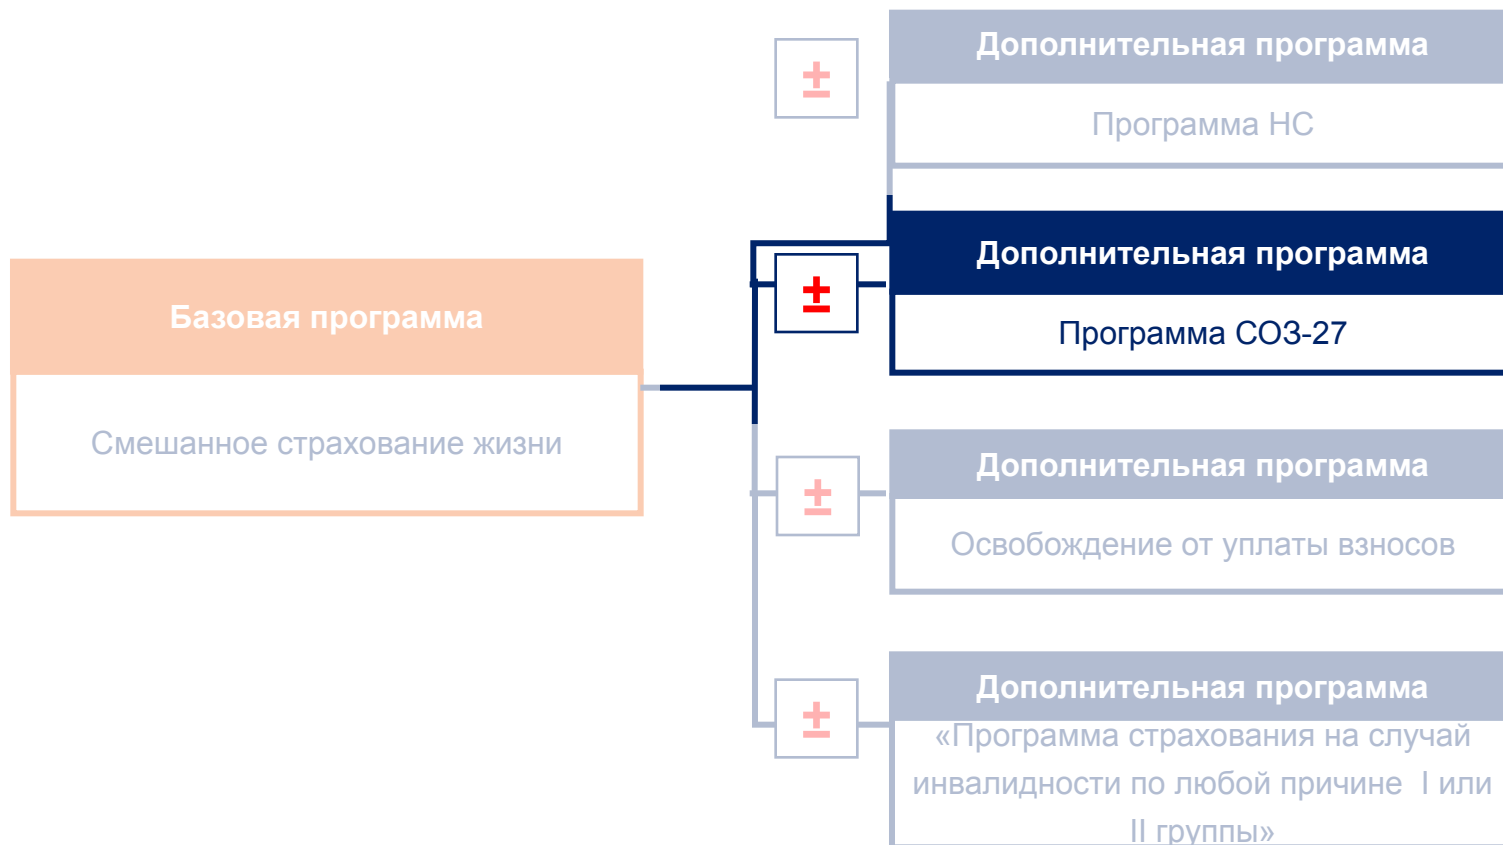 Дополнительная программа
±
Программа НС
Дополнительная программа
±
Программа СОЗ-27
Базовая программа
Смешанное страхование жизни
Дополнительная программа
±
Освобождение от уплаты взносов
Дополнительная программа
±
«Программа страхования на случай
инвалидности по любой причине I или
II группы»